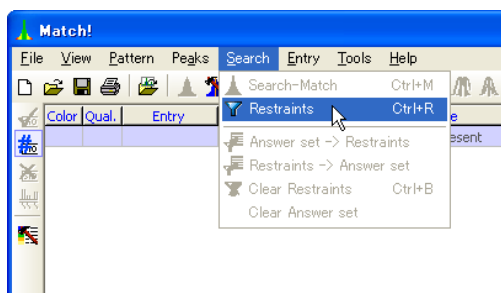 Match!
File View Pattern Peaks Search Entry Tools Help
Search-Match Ctrl+M
Color Qual. Entry Restraints Ctrl+R e
esent
Answer set -> Restraints
Restraints -> Answer set
Clear Restraints Ctrl+B
Clear Answer set